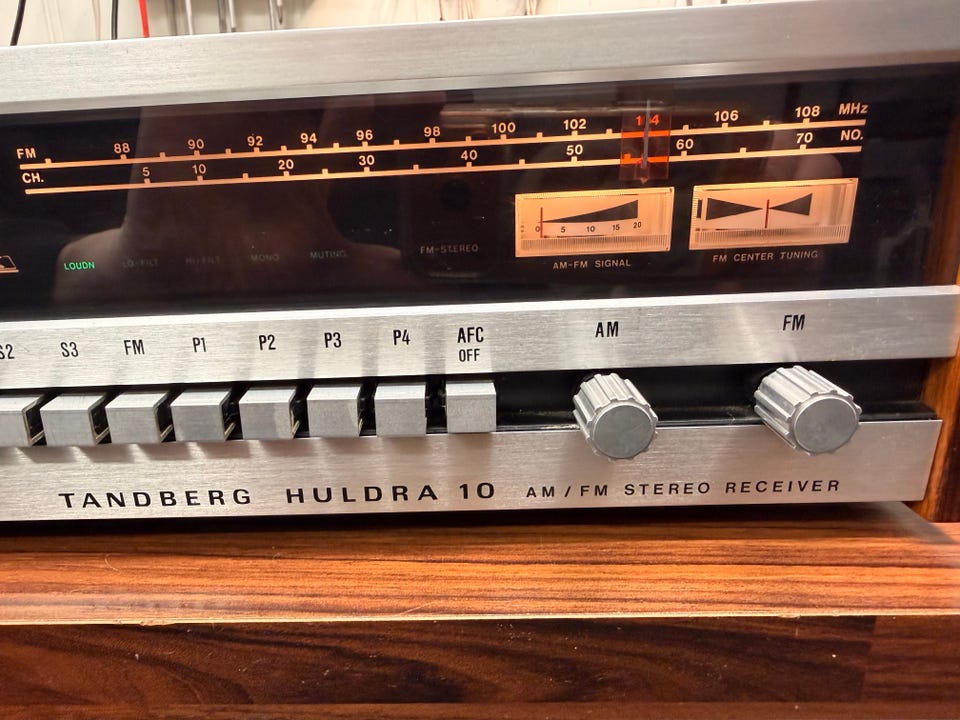 88 90 92 94 96 98 100 102 104 106 108 MHz
FM
CH. 5 10 20 30 40 50 60 70 NO.
0 5 10 15 20
LOUDN LO-FILT HI-FILT MONO MUTING FM-STEREO AM-FM SIGNAL FM CENTER TUNING
S2 S3 FM P1 P2 P3 P4 AFC OFF AM FM
TANDBERG HULDRA 10 AM/FM STEREO RECEIVER